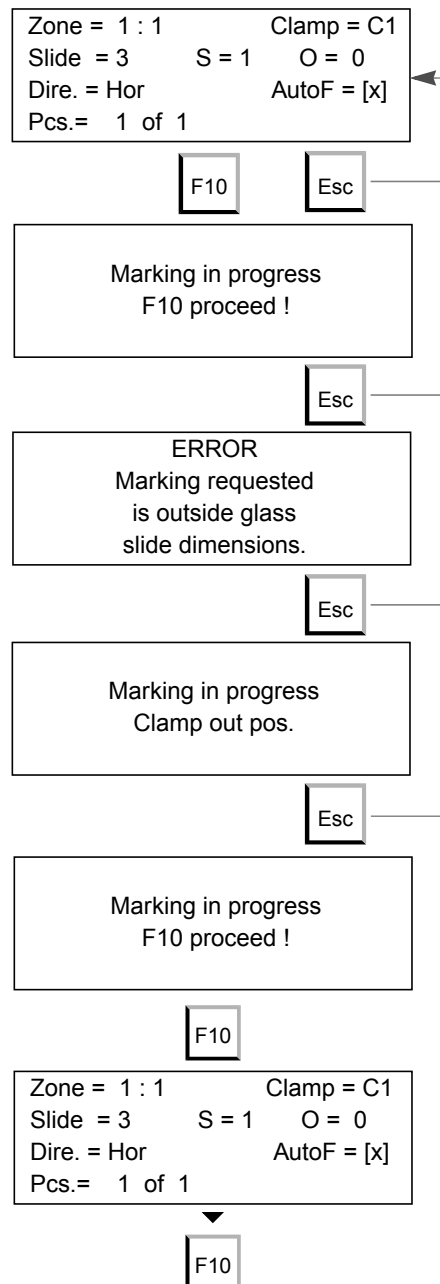 Zone = 1 : 1 Clamp = C1
Slide = 3 S = 1 O = 0
Dire. = Hor AutoF = [x]
Pcs.= 1 of 1
F10 Esc
Marking in progress
F10 proceed !
Esc
ERROR
Marking requested
is outside glass
slide dimensions.
Esc
Marking in progress
Clamp out pos.
Esc
Marking in progress
F10 proceed !
F10
Zone = 1 : 1 Clamp = C1
Slide = 3 S = 1 O = 0
Dire. = Hor AutoF = [x]
Pcs.= 1 of 1
F10